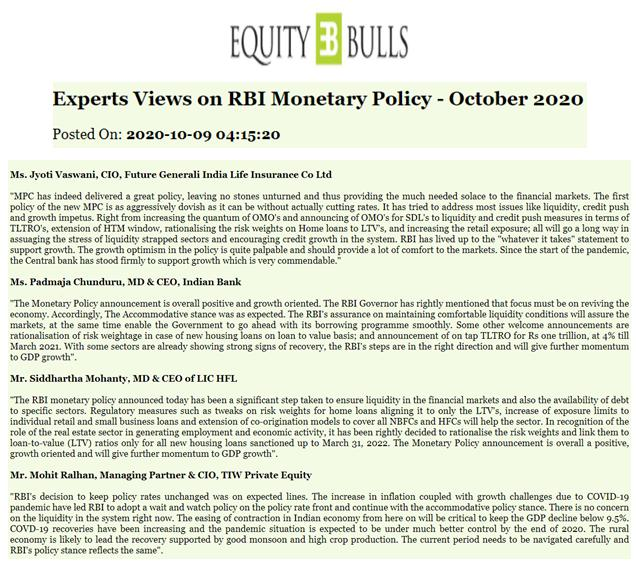 EQUITY BULLS
Experts Views on RBI Monetary Policy - October 2020
Posted On: 2020-10-09 04:15:20
Ms. Jyoti Vaswani, CIO, Future Generali India Life Insurance Co Ltd
"MPC has indeed delivered a great policy, leaving no stones unturned and thus providing the much needed solace to the financial markets. The first
policy of the new MPC is as aggressively dovish as it can be without actually cutting rates. It has tried to address most issues like liquidity, credit push
and growth impetus. Right from increasing the quantum of OMO's and announcing of OMO's for SDL's to liquidity and credit push measures in terms of
TLTRO's, extension of HTM window, rationalising the risk weights on Home loans to LTV's, and increasing the retail exposure; all will go a long way in
assuaging the stress of liquidity strapped sectors and encouraging credit growth in the system. RBI has lived up to the "whatever it takes" statement to
support growth. The growth optimism in the policy is quite palpable and should provide a lot of comfort to the markets. Since the start of the pandemic,
the Central bank has stood firmly to support growth which is very commendable."
Ms. Padmaja Chunduru, MD & CEO, Indian Bank
"The Monetary Policy announcement is overall positive and growth oriented. The RBI Governor has rightly mentioned that focus must be on reviving the
economy. Accordingly, The Accommodative stance was as expected. The RBI's assurance on maintaining comfortable liquidity conditions will assure the
markets, at the same time enable the Government to go ahead with its borrowing programme smoothly. Some other welcome announcements are
rationalisation of risk weightage in case of new housing loans on loan to value basis; and announcement of on tap TLTRO for Rs one trillion, at 4% till
March 2021. With some sectors are already showing strong signs of recovery, the RBI's steps are in the right direction and will give further momentum
to GDP growth".
Mr. Siddhartha Mohanty, MD & CEO of LIC HFL
"The RBI monetary policy announced today has been a significant step taken to ensure liquidity in the financial markets and also the availability of debt
to specific sectors. Regulatory measures such as tweaks on risk weights for home loans aligning it to only the LTV's, increase of exposure limits to
individual retail and small business loans and extension of co-origination models to cover all NBFCs and HFCs will help the sector. In recognition of the
role of the real estate sector in generating employment and economic activity, it has been rightly decided to rationalise the risk weights and link them to
loan-to-value (LTV) ratios only for all new housing loans sanctioned up to March 31, 2022. The Monetary Policy announcement is overall a positive,
growth oriented and will give further momentum to GDP growth".
Mr. Mohit Ralhan, Managing Partner & CIO, TIW Private Equity
"RBI's decision to keep policy rates unchanged was on expected lines. The increase in inflation coupled with growth challenges due to COVID-19
pandemic have led RBI to adopt a wait and watch policy on the policy rate front and continue with the accommodative policy stance. There is no concern
on the liquidity in the system right now. The easing of contraction in Indian economy from here on will be critical to keep the GDP decline below 9.5%.
COVD-19 recoveries have been increasing and the pandemic situation is expected to be under much better control by the end of 2020. The rural
economy is likely to lead the recovery supported by good monsoon and high crop production. The current period needs to be navigated carefully and
RBI's policy stance reflects the same".